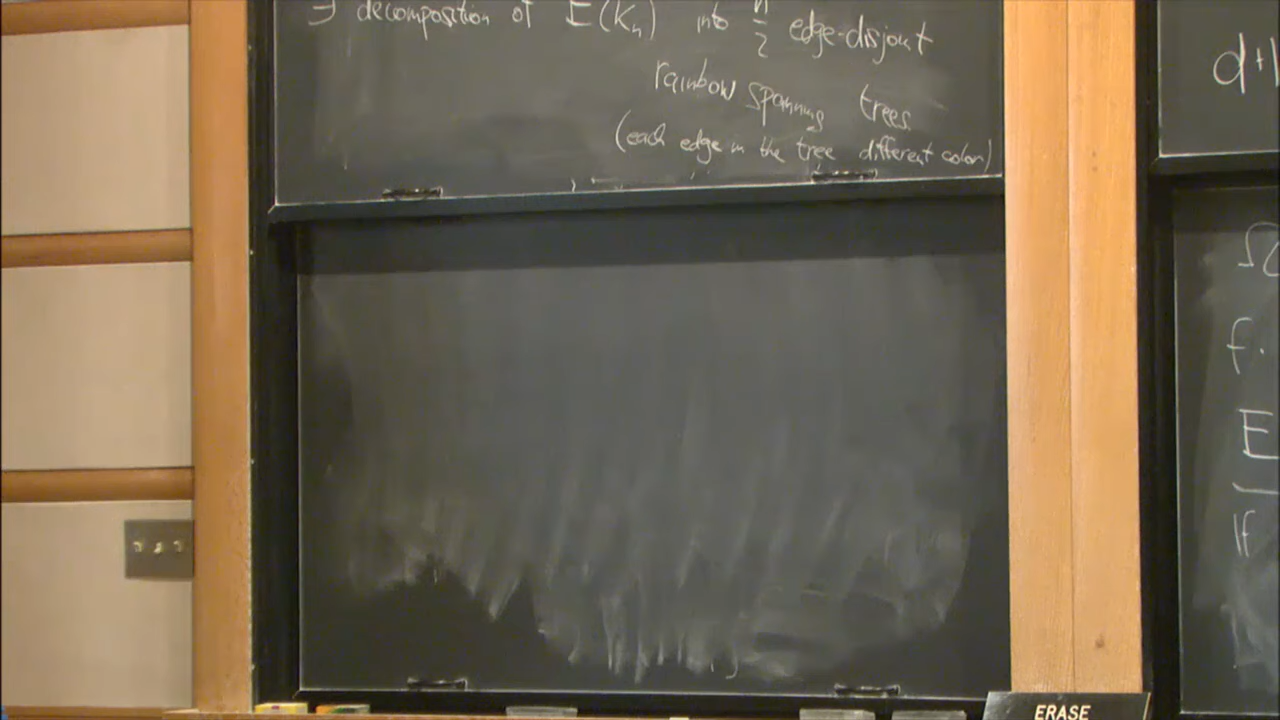 ∃ decomposition of E(Kₙ) into n/2 edge-disjoint
rainbow spanning trees.
(each edge in the tree different color)
d+1
Ω
f.
E
If
ERASE